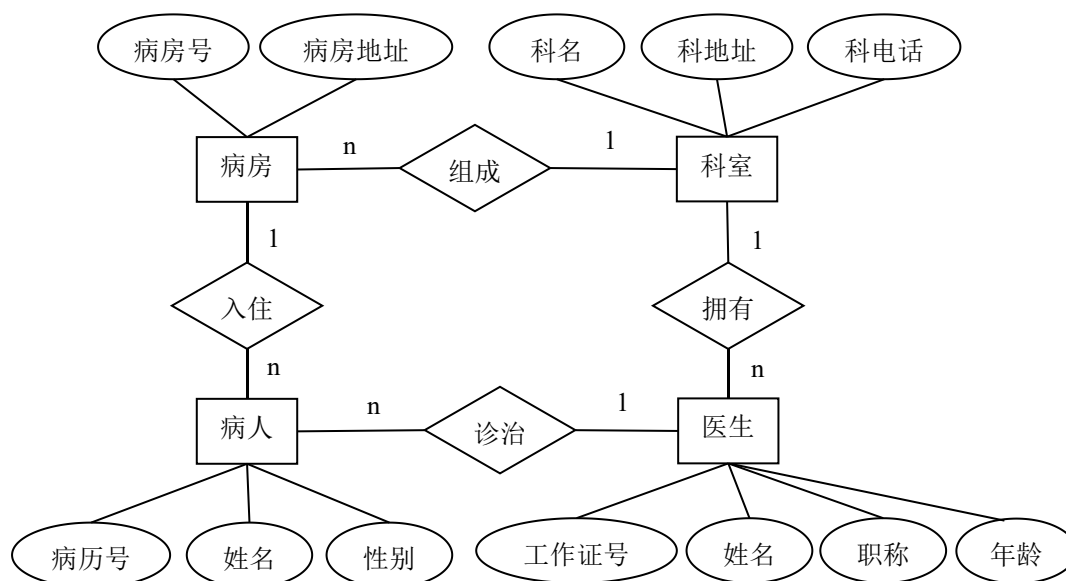 病房号 病房地址 科名 科地址 科电话
病房 n 组成 1 科室
1 1
入住 拥有
n n
病人 n 诊治 1 医生
病历号 姓名 性别 工作证号 姓名 职称 年龄